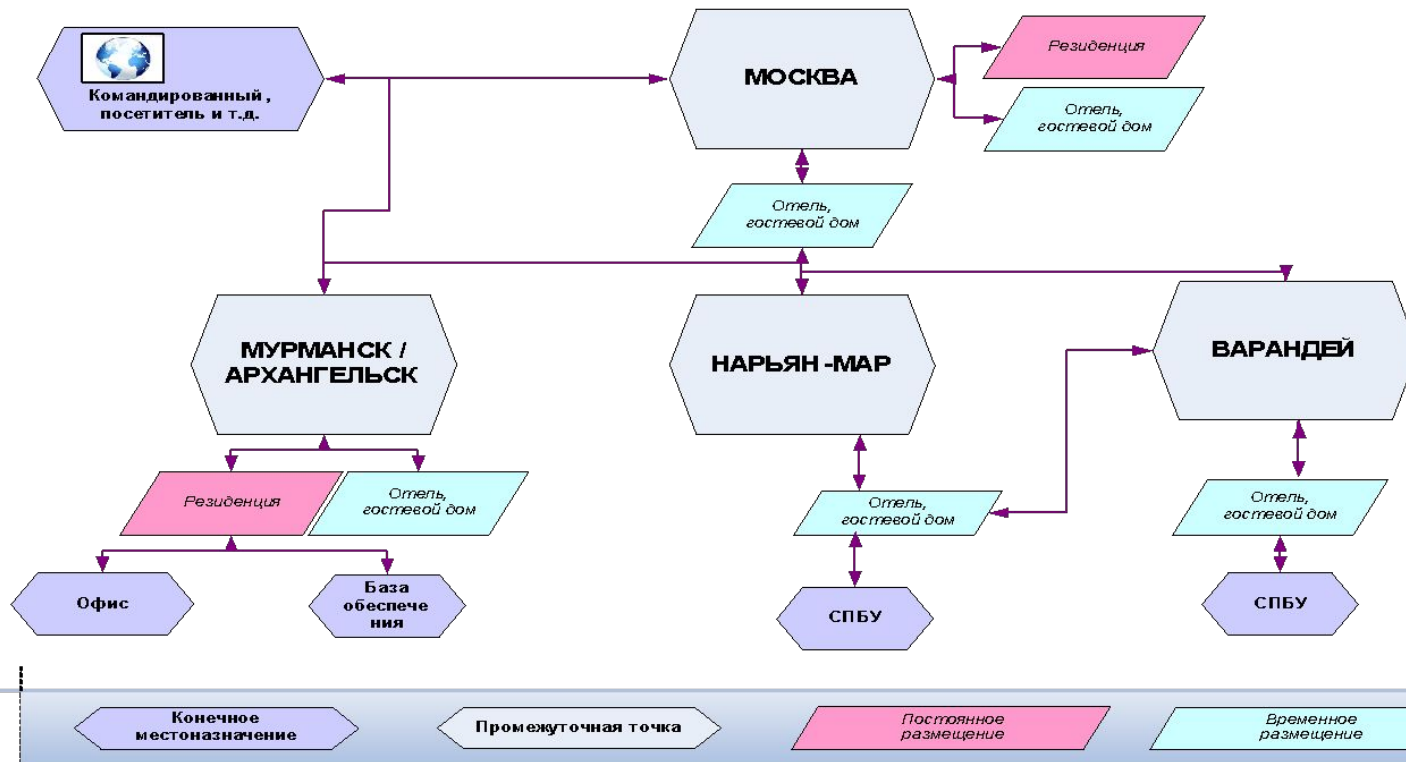 Командированный ,
посетитель и т.д.
МОСКВА
Резиденция
Отель,
гостевой дом
Отель,
гостевой дом
МУРМАНСК /
АРХАНГЕЛЬСК
НАРЬЯН -МАР
ВАРАНДЕЙ
Резиденция
Отель,
гостевой дом
Отель,
гостевой дом
Отель,
гостевой дом
Офис
База
обеспече
ния
СПБУ
СПБУ
Конечное
местоназначение
Промежуточная точка
Постоянное
размещение
Временное
размещение